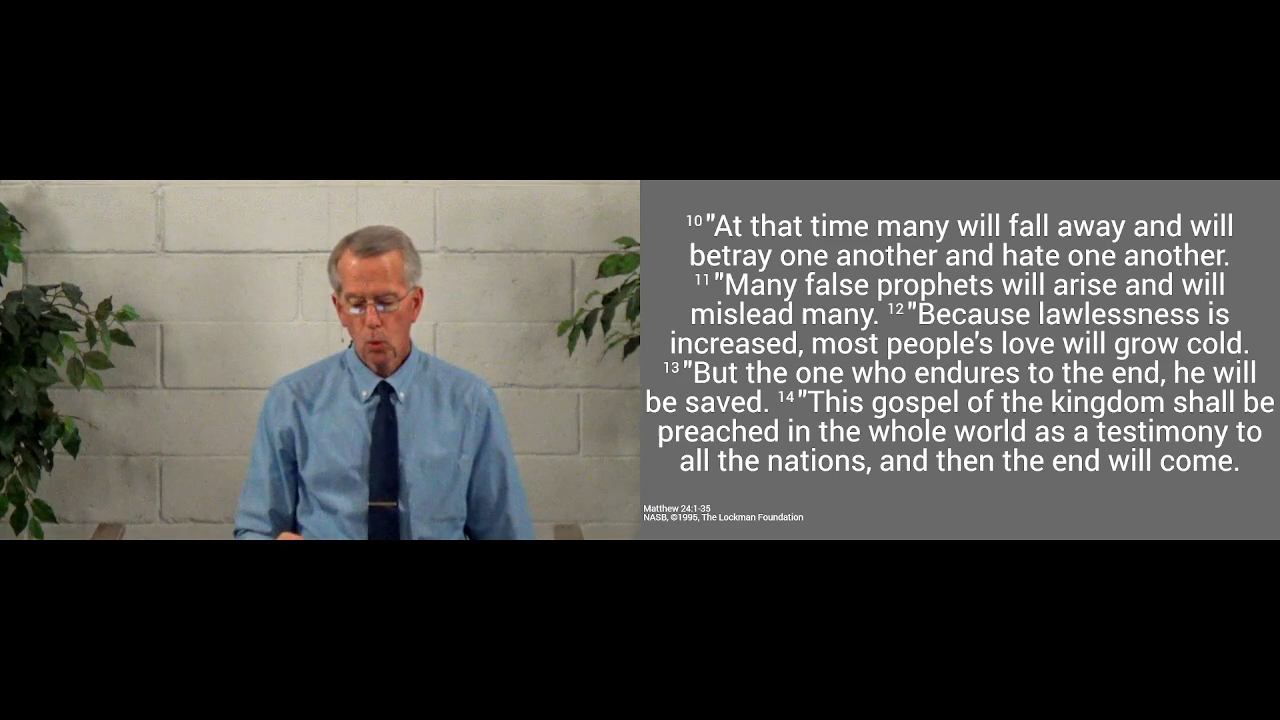 10 "At that time many will fall away and will
betray one another and hate one another.
11 "Many false prophets will arise and will
mislead many. 12 "Because lawlessness is
increased, most people's love will grow cold.
13 "But the one who endures to the end, he will
be saved. 14 "This gospel of the kingdom shall be
preached in the whole world as a testimony to
all the nations, and then the end will come.
Matthew 24:1-35
NASB, ©1995, The Lockman Foundation